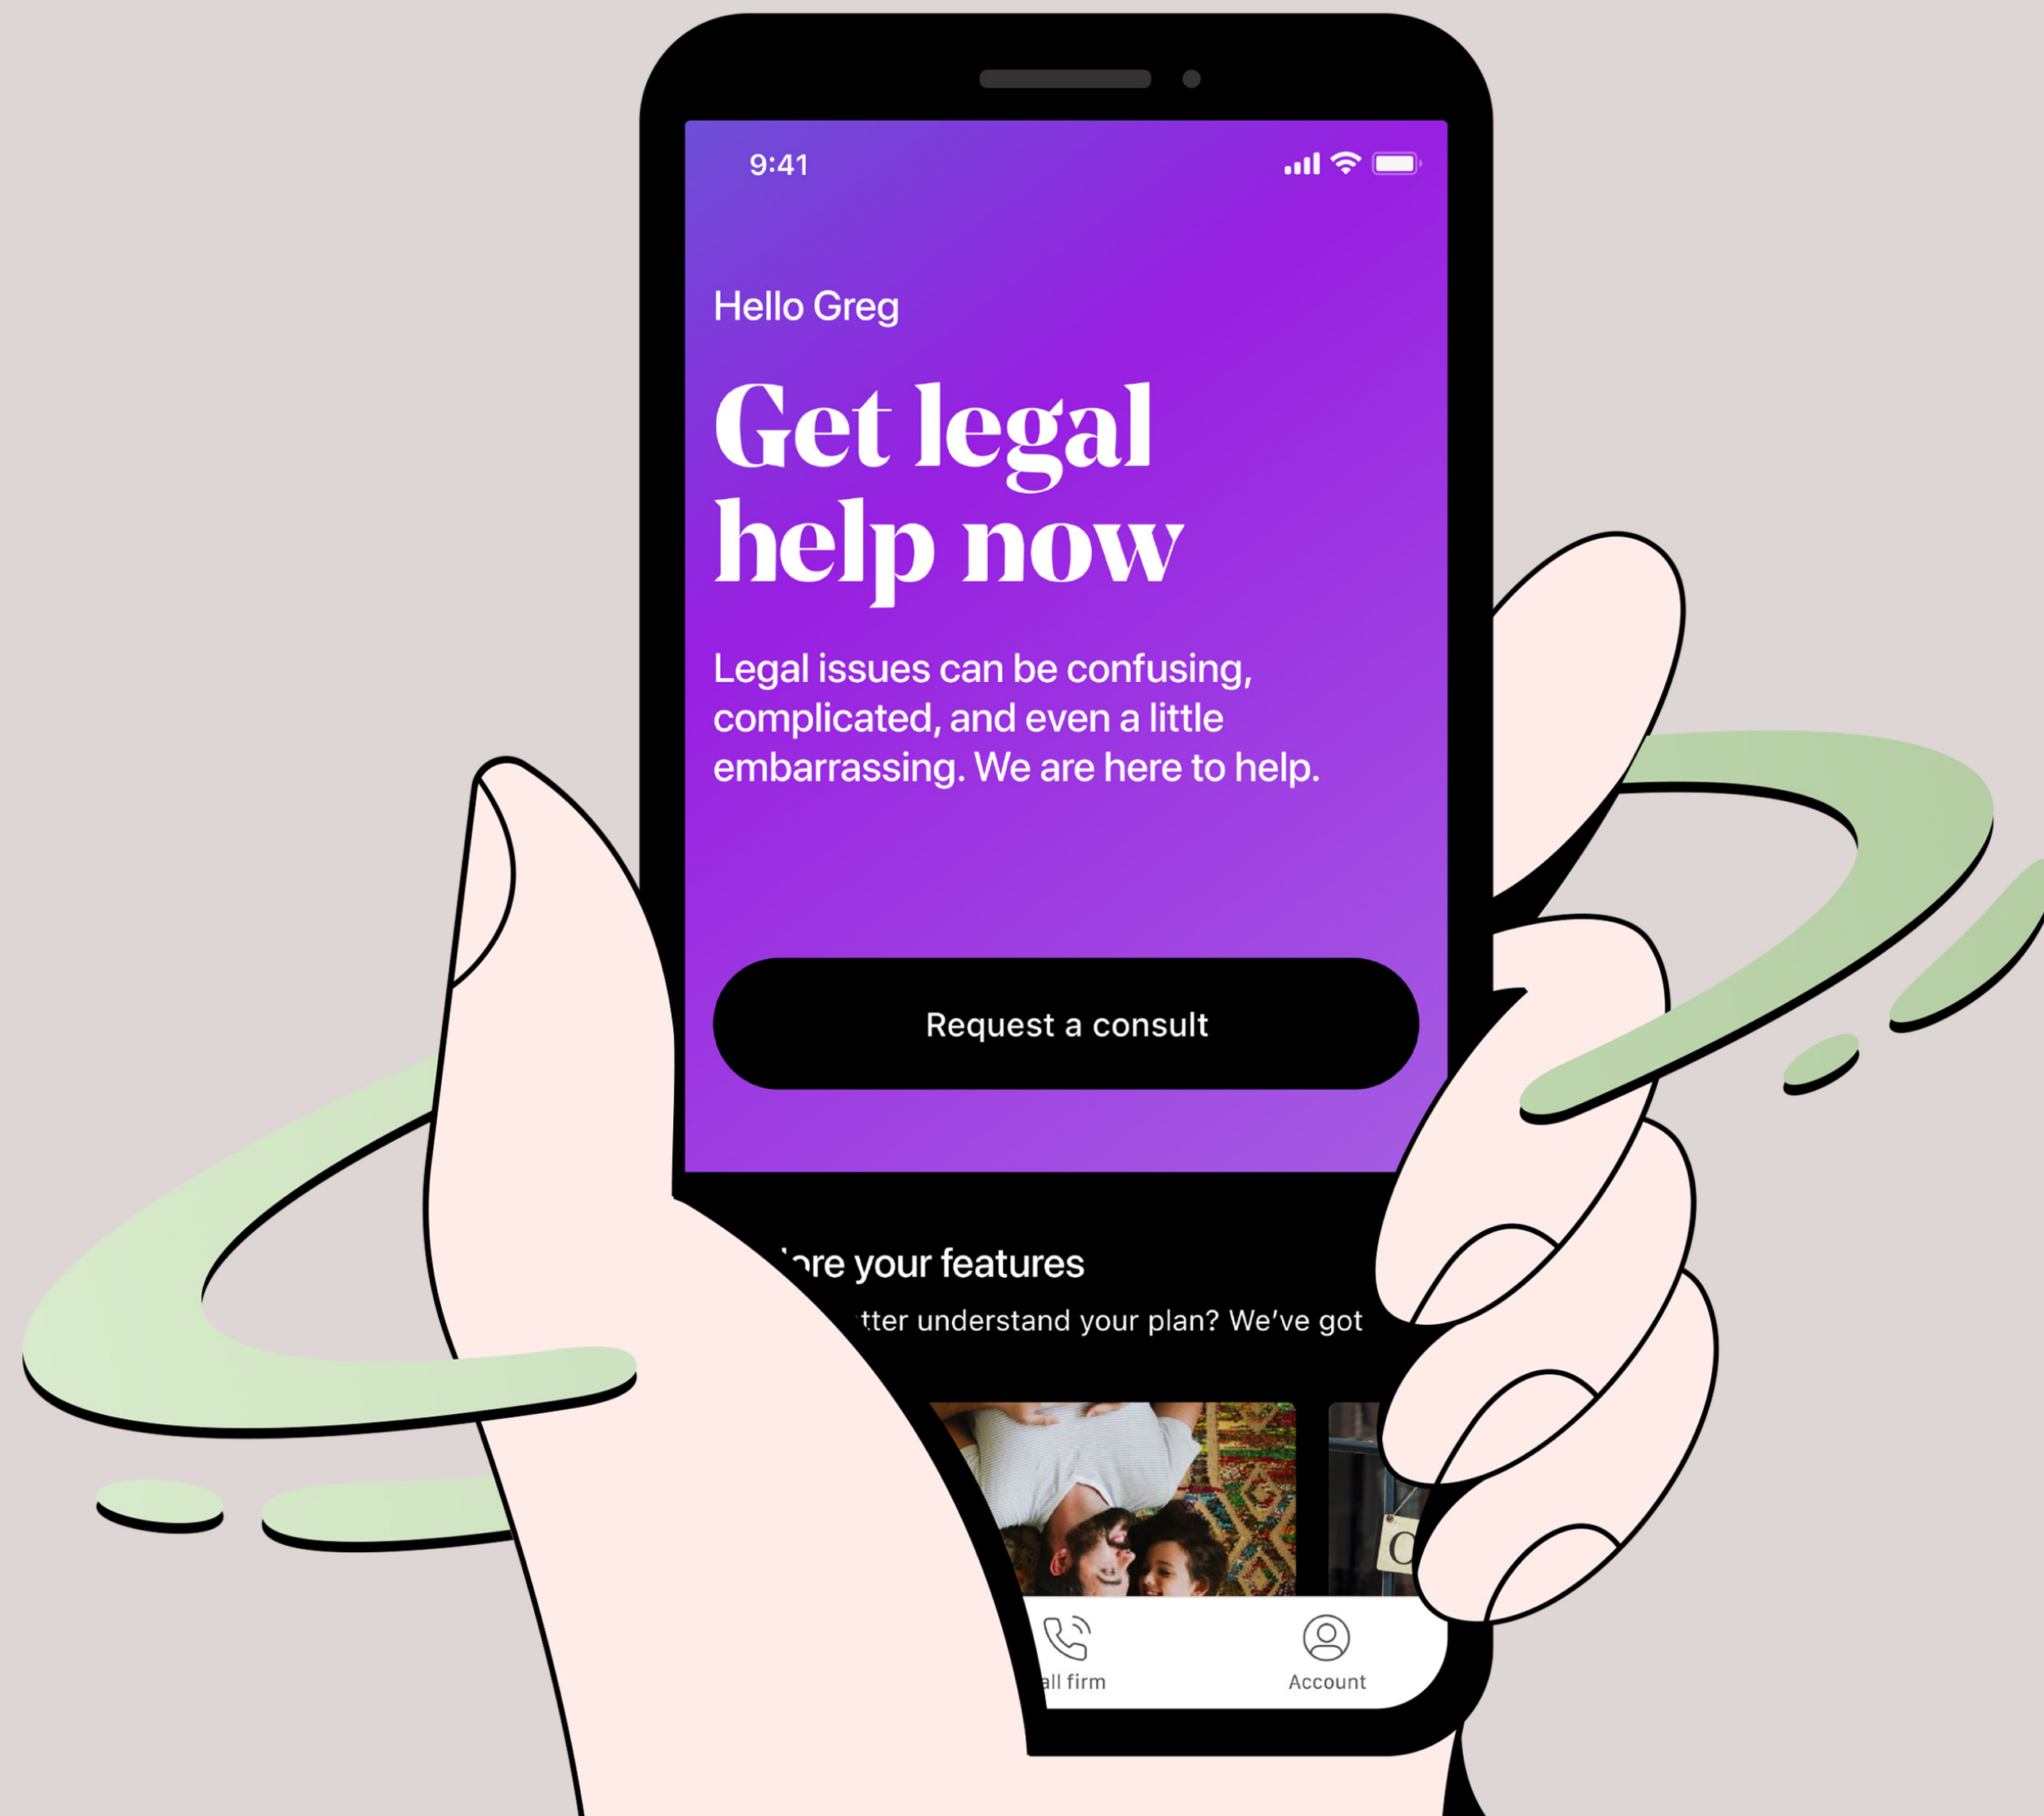 9:41
Hello Greg
Get legal
help now
Legal issues can be confusing,
complicated, and even a little
embarrassing. We are here to help.
Request a consult
your features
understand your plan? We’ve got
firm
Account